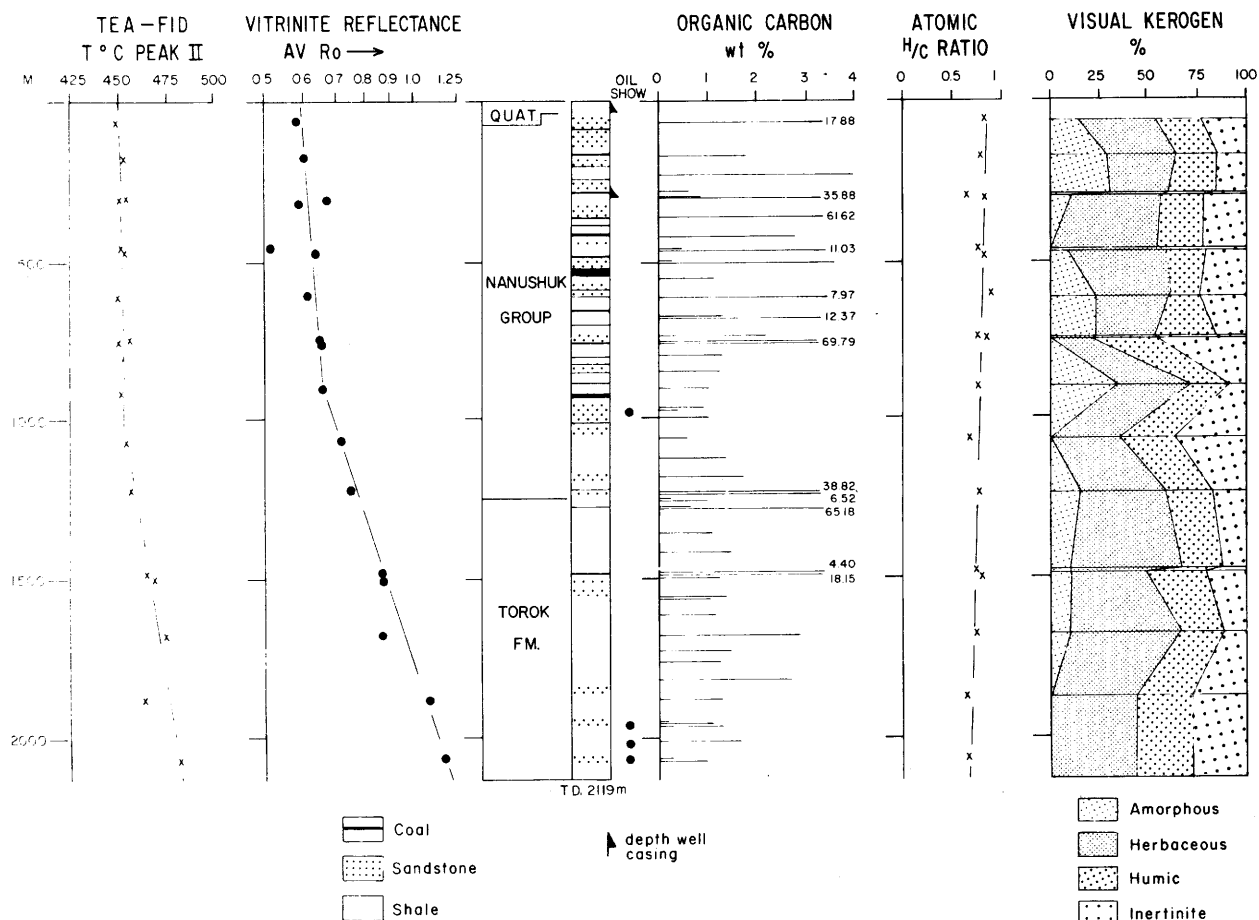 TEA-FID
T°C PEAK II
M 425 450 475 500
VITRINITE REFLECTANCE
AV Ro →
0.5 0.6 0.7 0.8 0.9 1.0 1.25
OIL
SHOW
ORGANIC CARBON
wt %
0 1 2 3 4
ATOMIC
H/C RATIO
0 0.5 1
VISUAL KEROGEN
%
0 25 50 75 100
QUAT
17.88
35.88
61.62
11.03
500
NANUSHUK
GROUP
7.97
12.37
69.79
1000
38.82
6.52
65.18
4.40
18.15
1500
TOROK
FM.
2000
T.D. 2119m
Coal
Sandstone
Shale
depth well
casing
Amorphous
Herbaceous
Humic
Inertinite